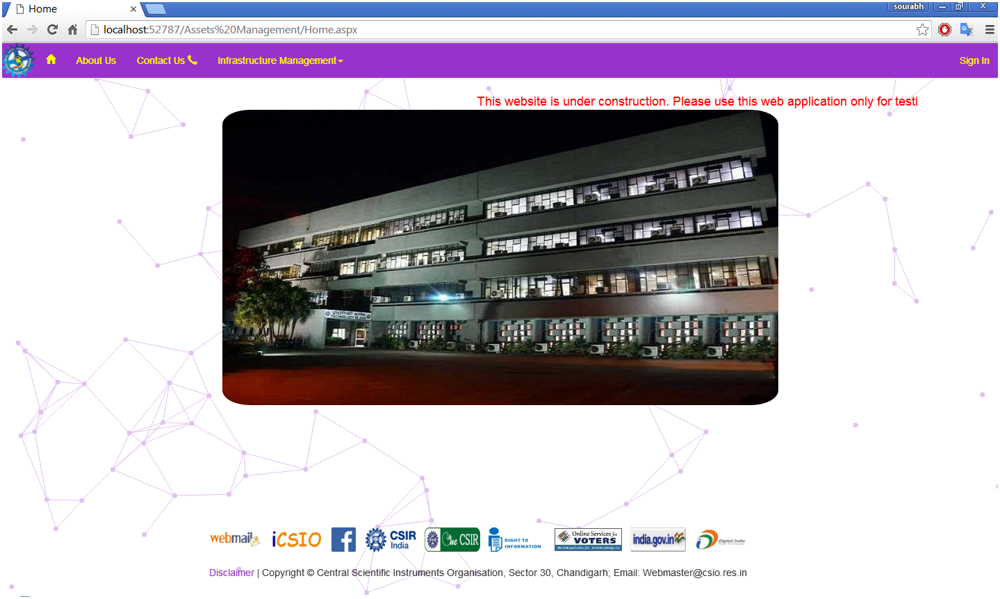 Home
sourabh
localhost:52787/Assets%20Management/Home.aspx
About Us
Contact Us
Infrastructure Management
Sign In
This website is under construction. Please use this web application only for testi
TECHNOLOGY BLOCK
webmail
iCSIO
CSIR
India
One CSIR
RIGHT TO
INFORMATION
Online Services for
VOTERS
india.gov.in
Digital India
Disclaimer | Copyright © Central Scientific Instruments Organisation, Sector 30, Chandigarh; Email: Webmaster@csio.res.in